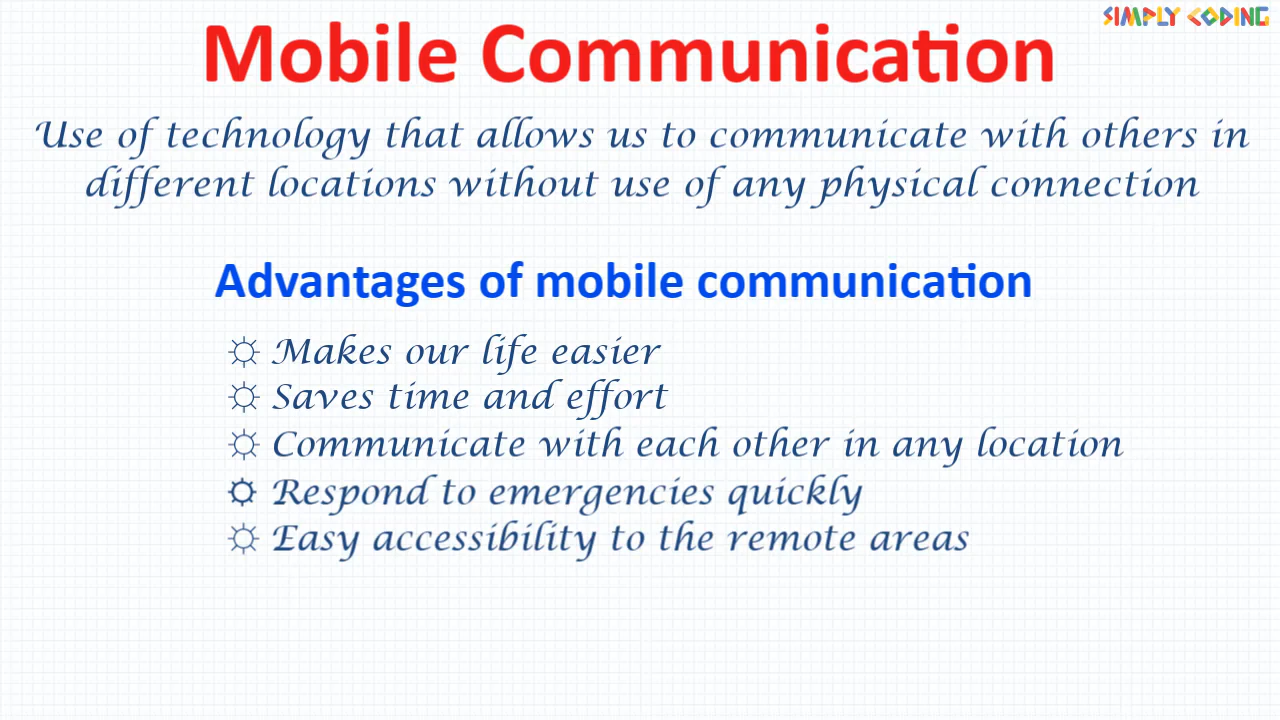 SIMPLY CODING
Mobile Communication
Use of technology that allows us to communicate with others in
different locations without use of any physical connection
Advantages of mobile communication
☼ Makes our life easier
☼ Saves time and effort
☼ Communicate with each other in any location
☼ Respond to emergencies quickly
☼ Easy accessibility to the remote areas